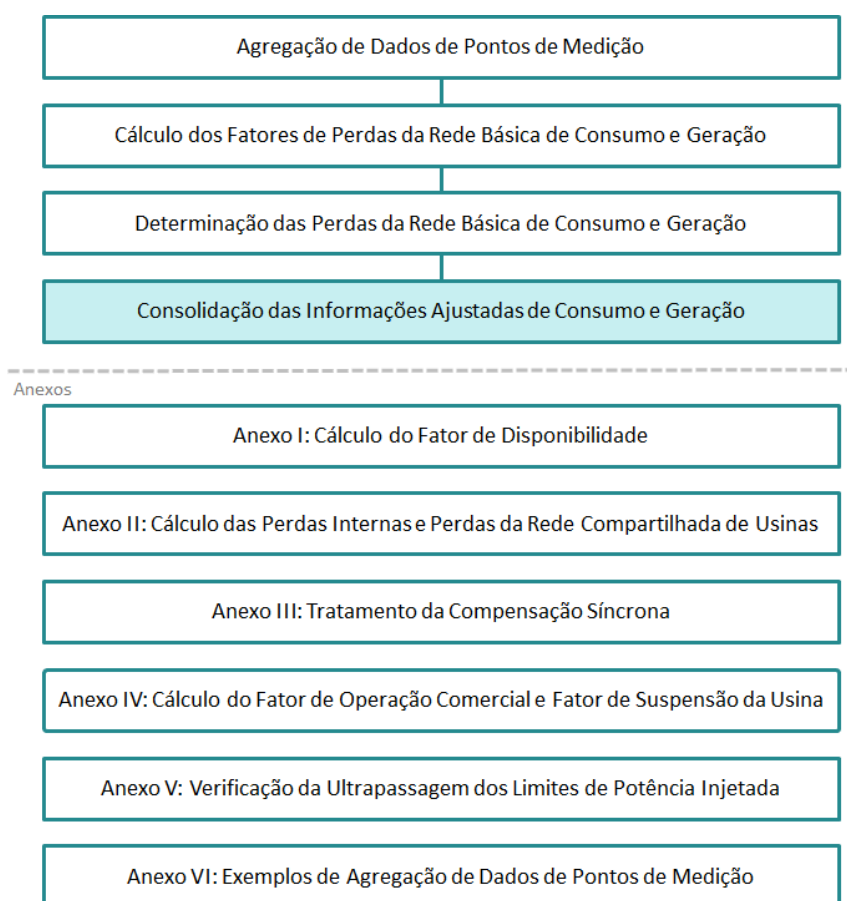 Agregação de Dados de Pontos de Medição
Cálculo dos Fatores de Perdas da Rede Básica de Consumo e Geração
Determinação das Perdas da Rede Básica de Consumo e Geração
Consolidação das Informações Ajustadas de Consumo e Geração
Anexos
Anexo I: Cálculo do Fator de Disponibilidade
Anexo II: Cálculo das Perdas Internas e Perdas da Rede Compartilhada de Usinas
Anexo III: Tratamento da Compensação Síncrona
Anexo IV: Cálculo do Fator de Operação Comercial e Fator de Suspensão da Usina
Anexo V: Verificação da Ultrapassagem dos Limites de Potência Injetada
Anexo VI: Exemplos de Agregação de Dados de Pontos de Medição